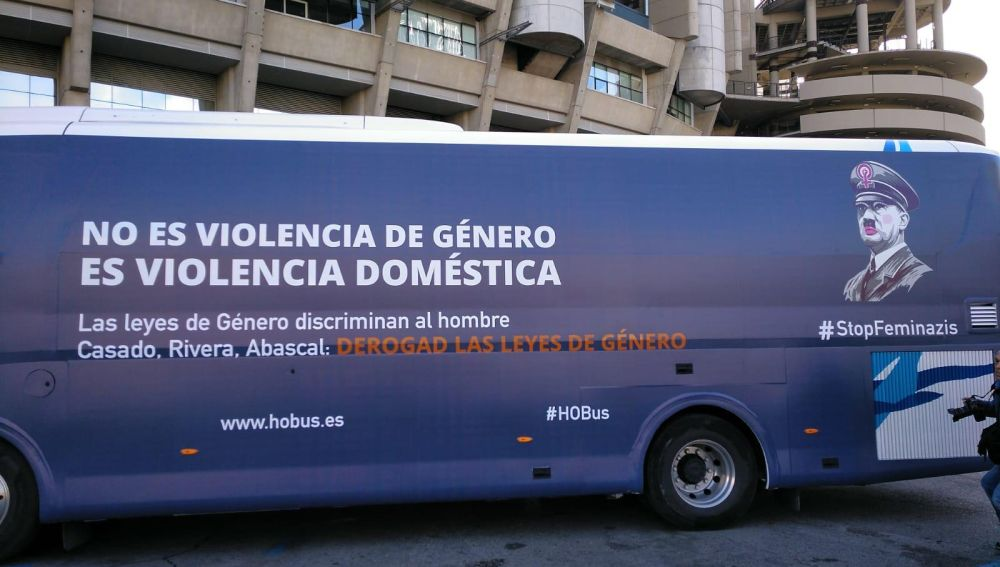 NO ES VIOLENCIA DE GÉNERO
ES VIOLENCIA DOMÉSTICA
Las leyes de Género discriminan al hombre
Casado, Rivera, Abascal: DEROGAD LAS LEYES DE GÉNERO
#StopFeminazis
www.hobus.es
#HOBus